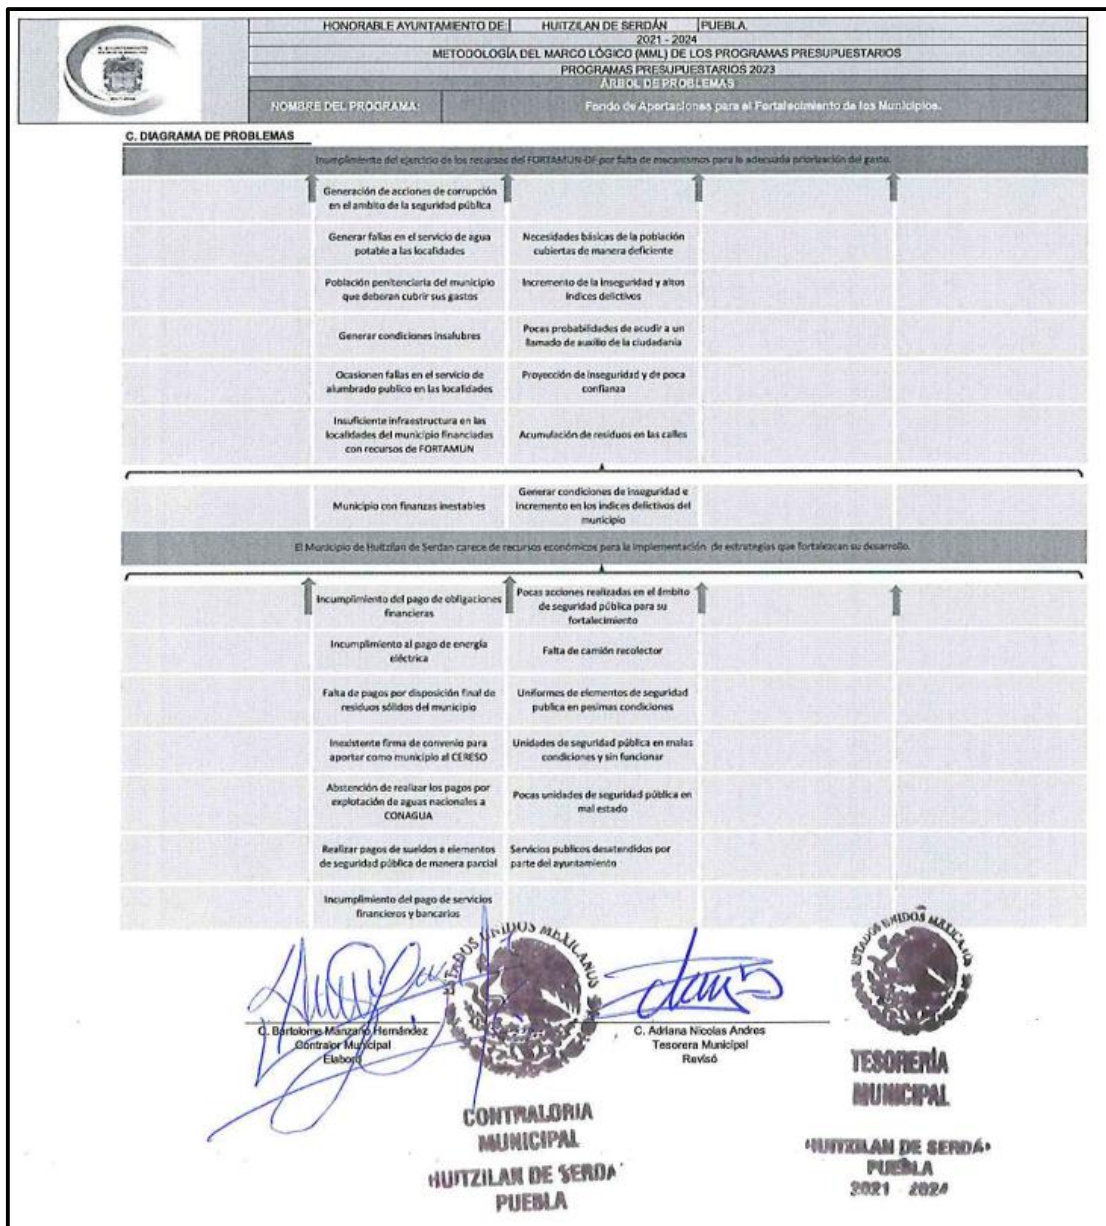 HONORABLE AYUNTAMIENTO DE: HUITZILAN DE SERDÁN PUEBLA.
2021 - 2024
METODOLOGÍA DEL MARCO LÓGICO (MML) DE LOS PROGRAMAS PRESUPUESTARIOS
PROGRAMAS PRESUPUESTARIOS 2023
ÁRBOL DE PROBLEMAS
NOMBRE DEL PROGRAMA: Fondo de Aportaciones para el Fortalecimiento de los Municipios.
C. DIAGRAMA DE PROBLEMAS
Inumplimiento del ejercicio de los recursos del FORTAMUN-DF por falta de mecanismos para la adecuada priorización del gasto.
Generación de acciones de corrupción
en el ambito de la seguridad pública
Generar fallas en el servicio de agua
potable a las localidades
Necesidades básicas de la población
cubiertas de manera deficiente
Población penitenciaria del municipio
que deberan cubrir sus gastos
Incremento de la inseguridad y altos
índices delictivos
Generar condiciones insalubres
Pocas probabilidades de acudir a un
llamado de auxilio de la ciudadanía
Ocasionen fallas en el servicio de
alumbrado publico en las localidades
Proyección de inseguridad y de poca
confianza
Insuficiente infraestructura en las
localidades del municipio financiadas
con recursos de FORTAMUN
Acumulación de residuos en las calles
Municipio con finanzas inestables
Generar condiciones de inseguridad e
incremento en los indices delictivos del
municipio
El Municipio de Huitzilan de Serdan carece de recursos económicos para la implementación de estrategias que fortalezcan su desarrollo.
Incumplimiento del pago de obligaciones
financieras
Pocas acciones realizadas en el ámbito
de seguridad pública para su
fortalecimiento
Incumplimiento al pago de energía
eléctrica
Falta de camión recolector
Falta de pagos por disposición final de
residuos sólidos del municipio
Uniformes de elementos de seguridad
publica en pesimas condiciones
Inexistente firma de convenio para
aportar como municipio al CERESO
Unidades de seguridad pública en malas
condiciones y sin funcionar
Abstención de realizar los pagos por
explotación de aguas nacionales a
CONAGUA
Pocas unidades de seguridad pública en
mal estado
Realizar pagos de sueldos a elementos
de seguridad pública de manera parcial
Servicios publicos desatendidos por
parte del ayuntamiento
Incumplimiento del pago de servicios
financieros y bancarios
C. Bartolome Manzano Hernández
Contralor Municipal
Elaboró
C. Adriana Nicolas Andres
Tesorera Municipal
Revisó
ESTADOS UNIDOS MEXICANOS
CONTRALORIA
MUNICIPAL
HUITZILAN DE SERDA
PUEBLA
ESTADOS UNIDOS MEXICANOS
TESORERÍA
MUNICIPAL
HUITZILAN DE SERDA
PUEBLA
2021 - 2024